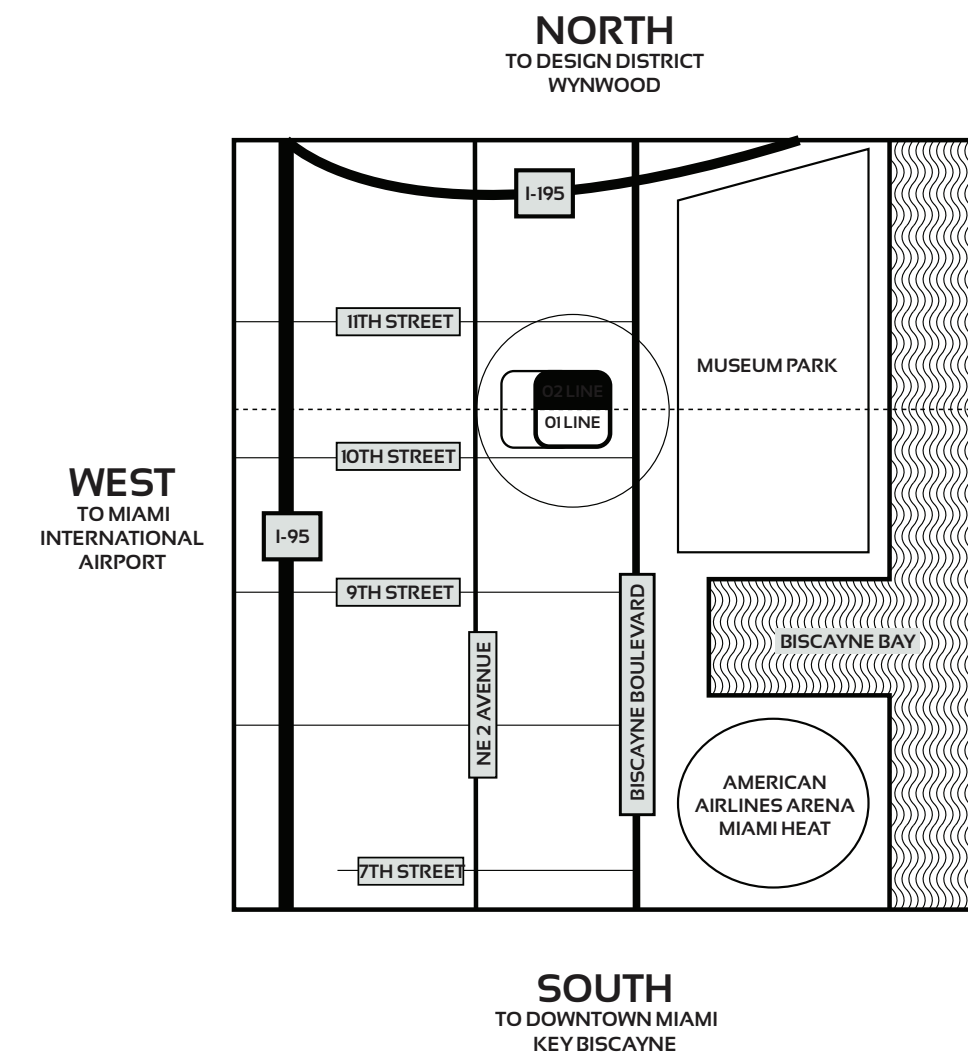 NORTH
TO DESIGN DISTRICT
WYNWOOD
I-195
11TH STREET
MUSEUM PARK
02 LINE
01 LINE
10TH STREET
WEST
TO MIAMI
INTERNATIONAL
AIRPORT
I-95
9TH STREET
BISCAYNE BOULEVARD
BISCAYNE BAY
NE 2 AVENUE
AMERICAN
AIRLINES ARENA
MIAMI HEAT
7TH STREET
SOUTH
TO DOWNTOWN MIAMI
KEY BISCAYNE